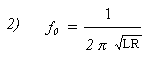 2) f₀ = 1 / (2 π √LR)